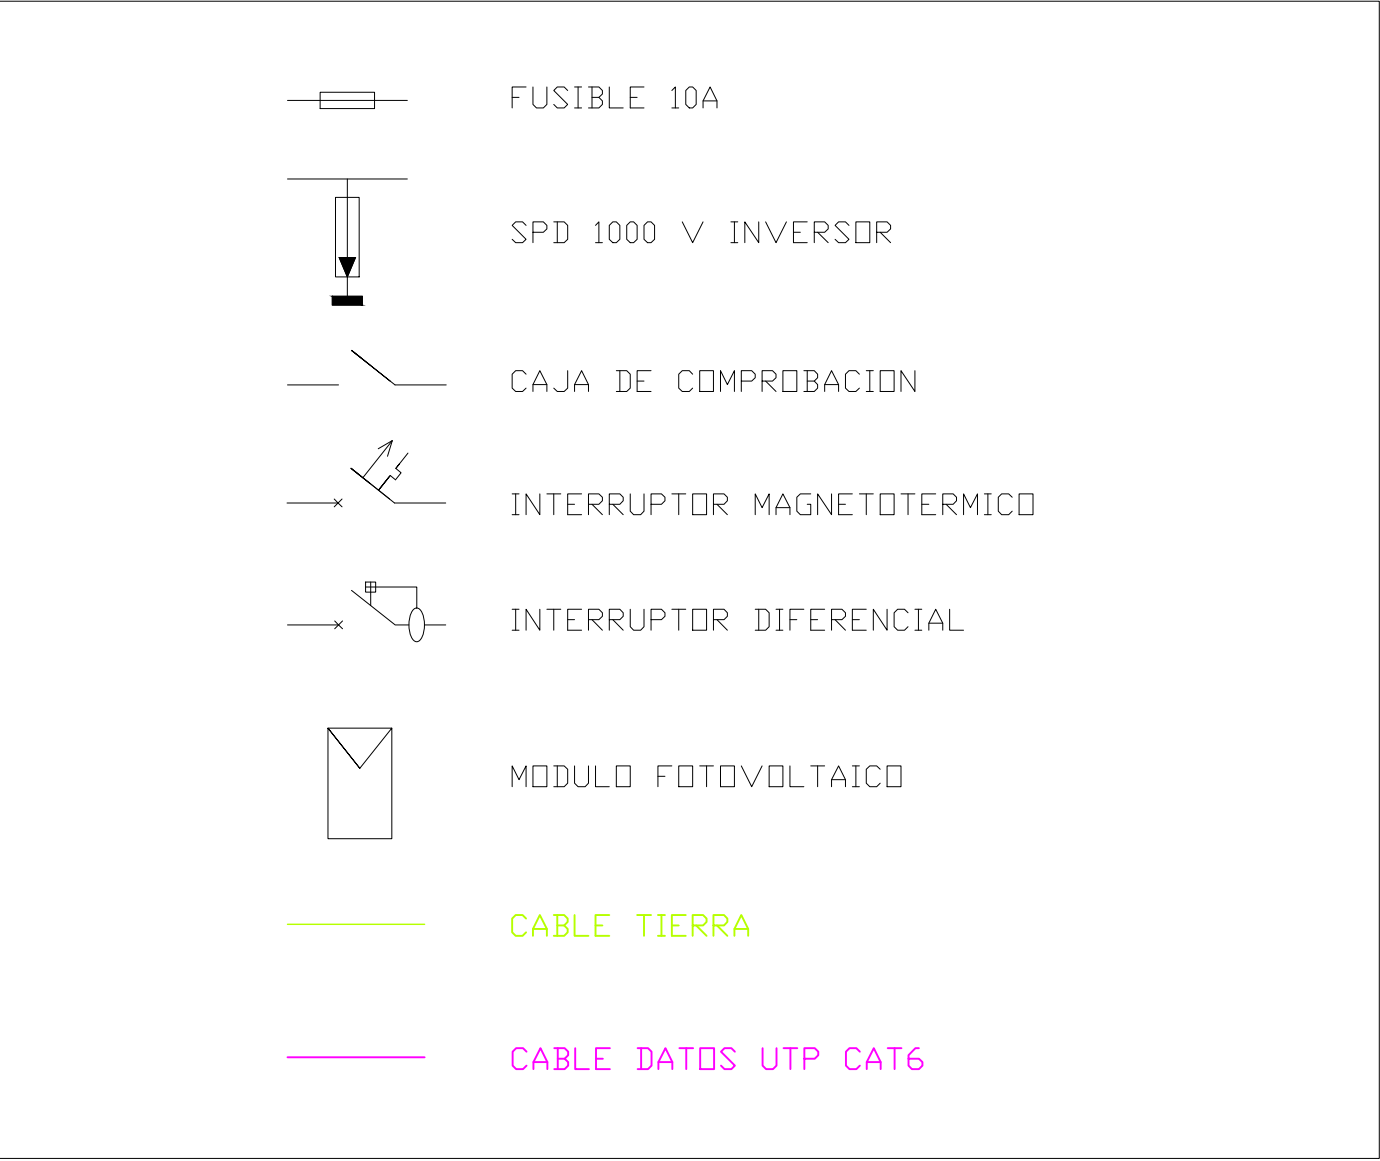 FUSIBLE 10A
SPD 1000 V INVERSOR
CAJA DE COMPROBACION
INTERRUPTOR MAGNETOTERMICO
INTERRUPTOR DIFERENCIAL
MODULO FOTOVOLTAICO
CABLE TIERRA
CABLE DATOS UTP CAT6